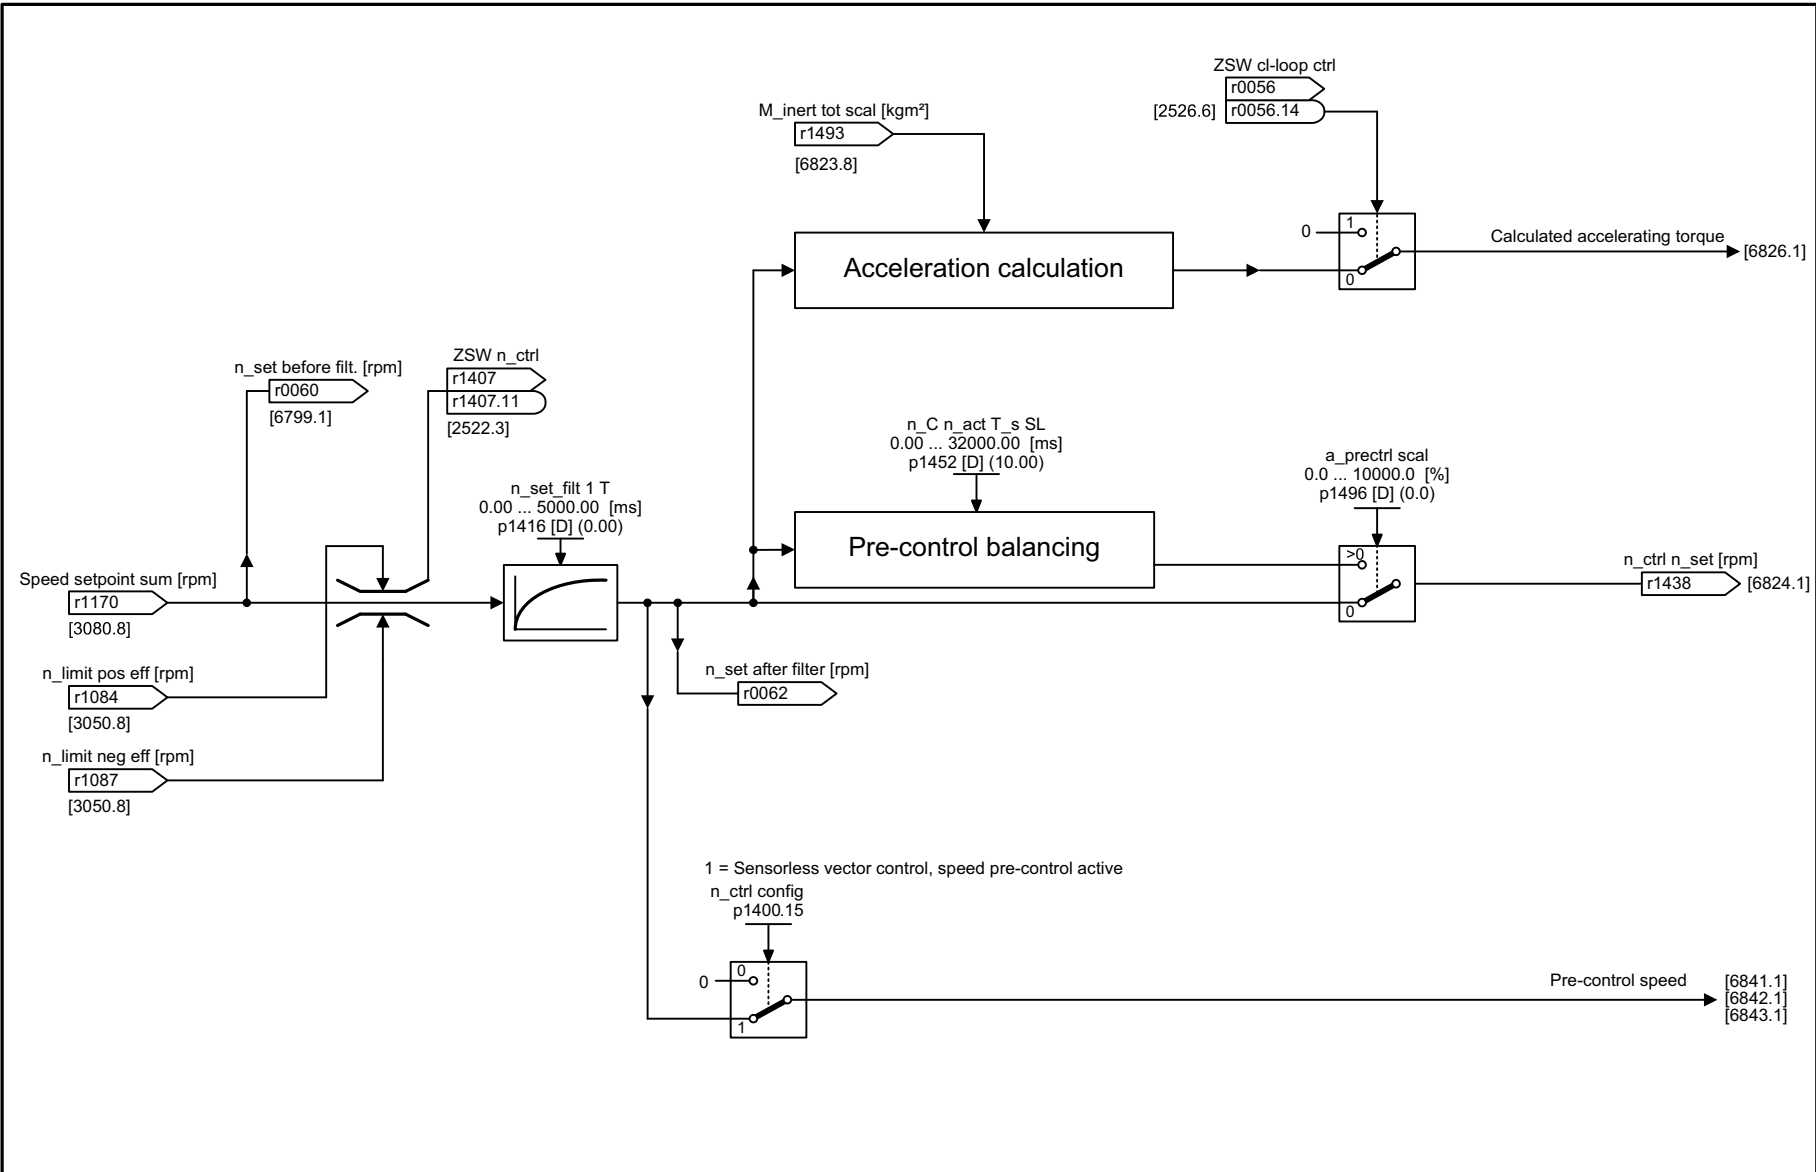 ZSW cl-loop ctrl
r0056
[2526.6] r0056.14
M_inert tot scal [kgm²]
r1493
[6823.8]
1
0
0
Calculated accelerating torque
[6826.1]
Acceleration calculation
n_set before filt. [rpm]
r0060
[6799.1]
ZSW n_ctrl
r1407
r1407.11
[2522.3]
n_C n_act T_s SL
0.00 ... 32000.00 [ms]
p1452 [D] (10.00)
a_prectrl scal
0.0 ... 10000.0 [%]
p1496 [D] (0.0)
n_set_filt 1 T
0.00 ... 5000.00 [ms]
p1416 [D] (0.00)
Pre-control balancing
>0
0
n_ctrl n_set [rpm]
r1438 [6824.1]
Speed setpoint sum [rpm]
r1170
[3080.8]
n_limit pos eff [rpm]
r1084
[3050.8]
n_set after filter [rpm]
r0062
n_limit neg eff [rpm]
r1087
[3050.8]
1 = Sensorless vector control, speed pre-control active
n_ctrl config
p1400.15
0
0
1
Pre-control speed
[6841.1]
[6842.1]
[6843.1]